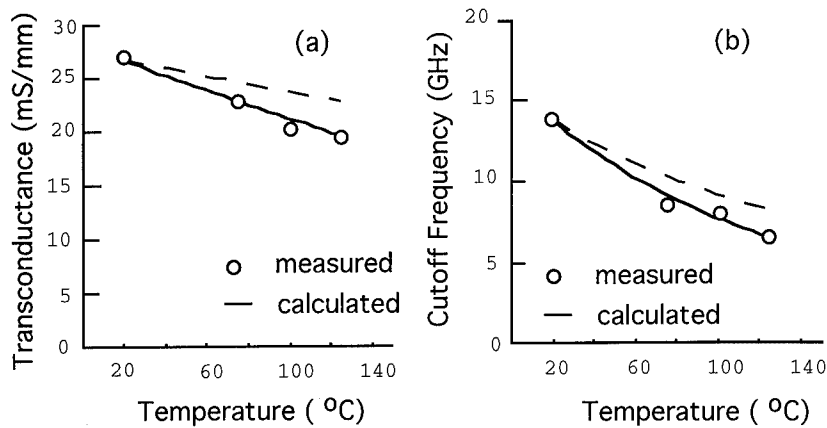 (a)
Transconductance (mS/mm)
30
25
20
15
10
5
0
measured
calculated
20 60 100 140
Temperature ( °C)
(b)
Cutoff Frequency (GHz)
20
15
10
5
0
measured
calculated
20 60 100 140
Temperature ( °C)